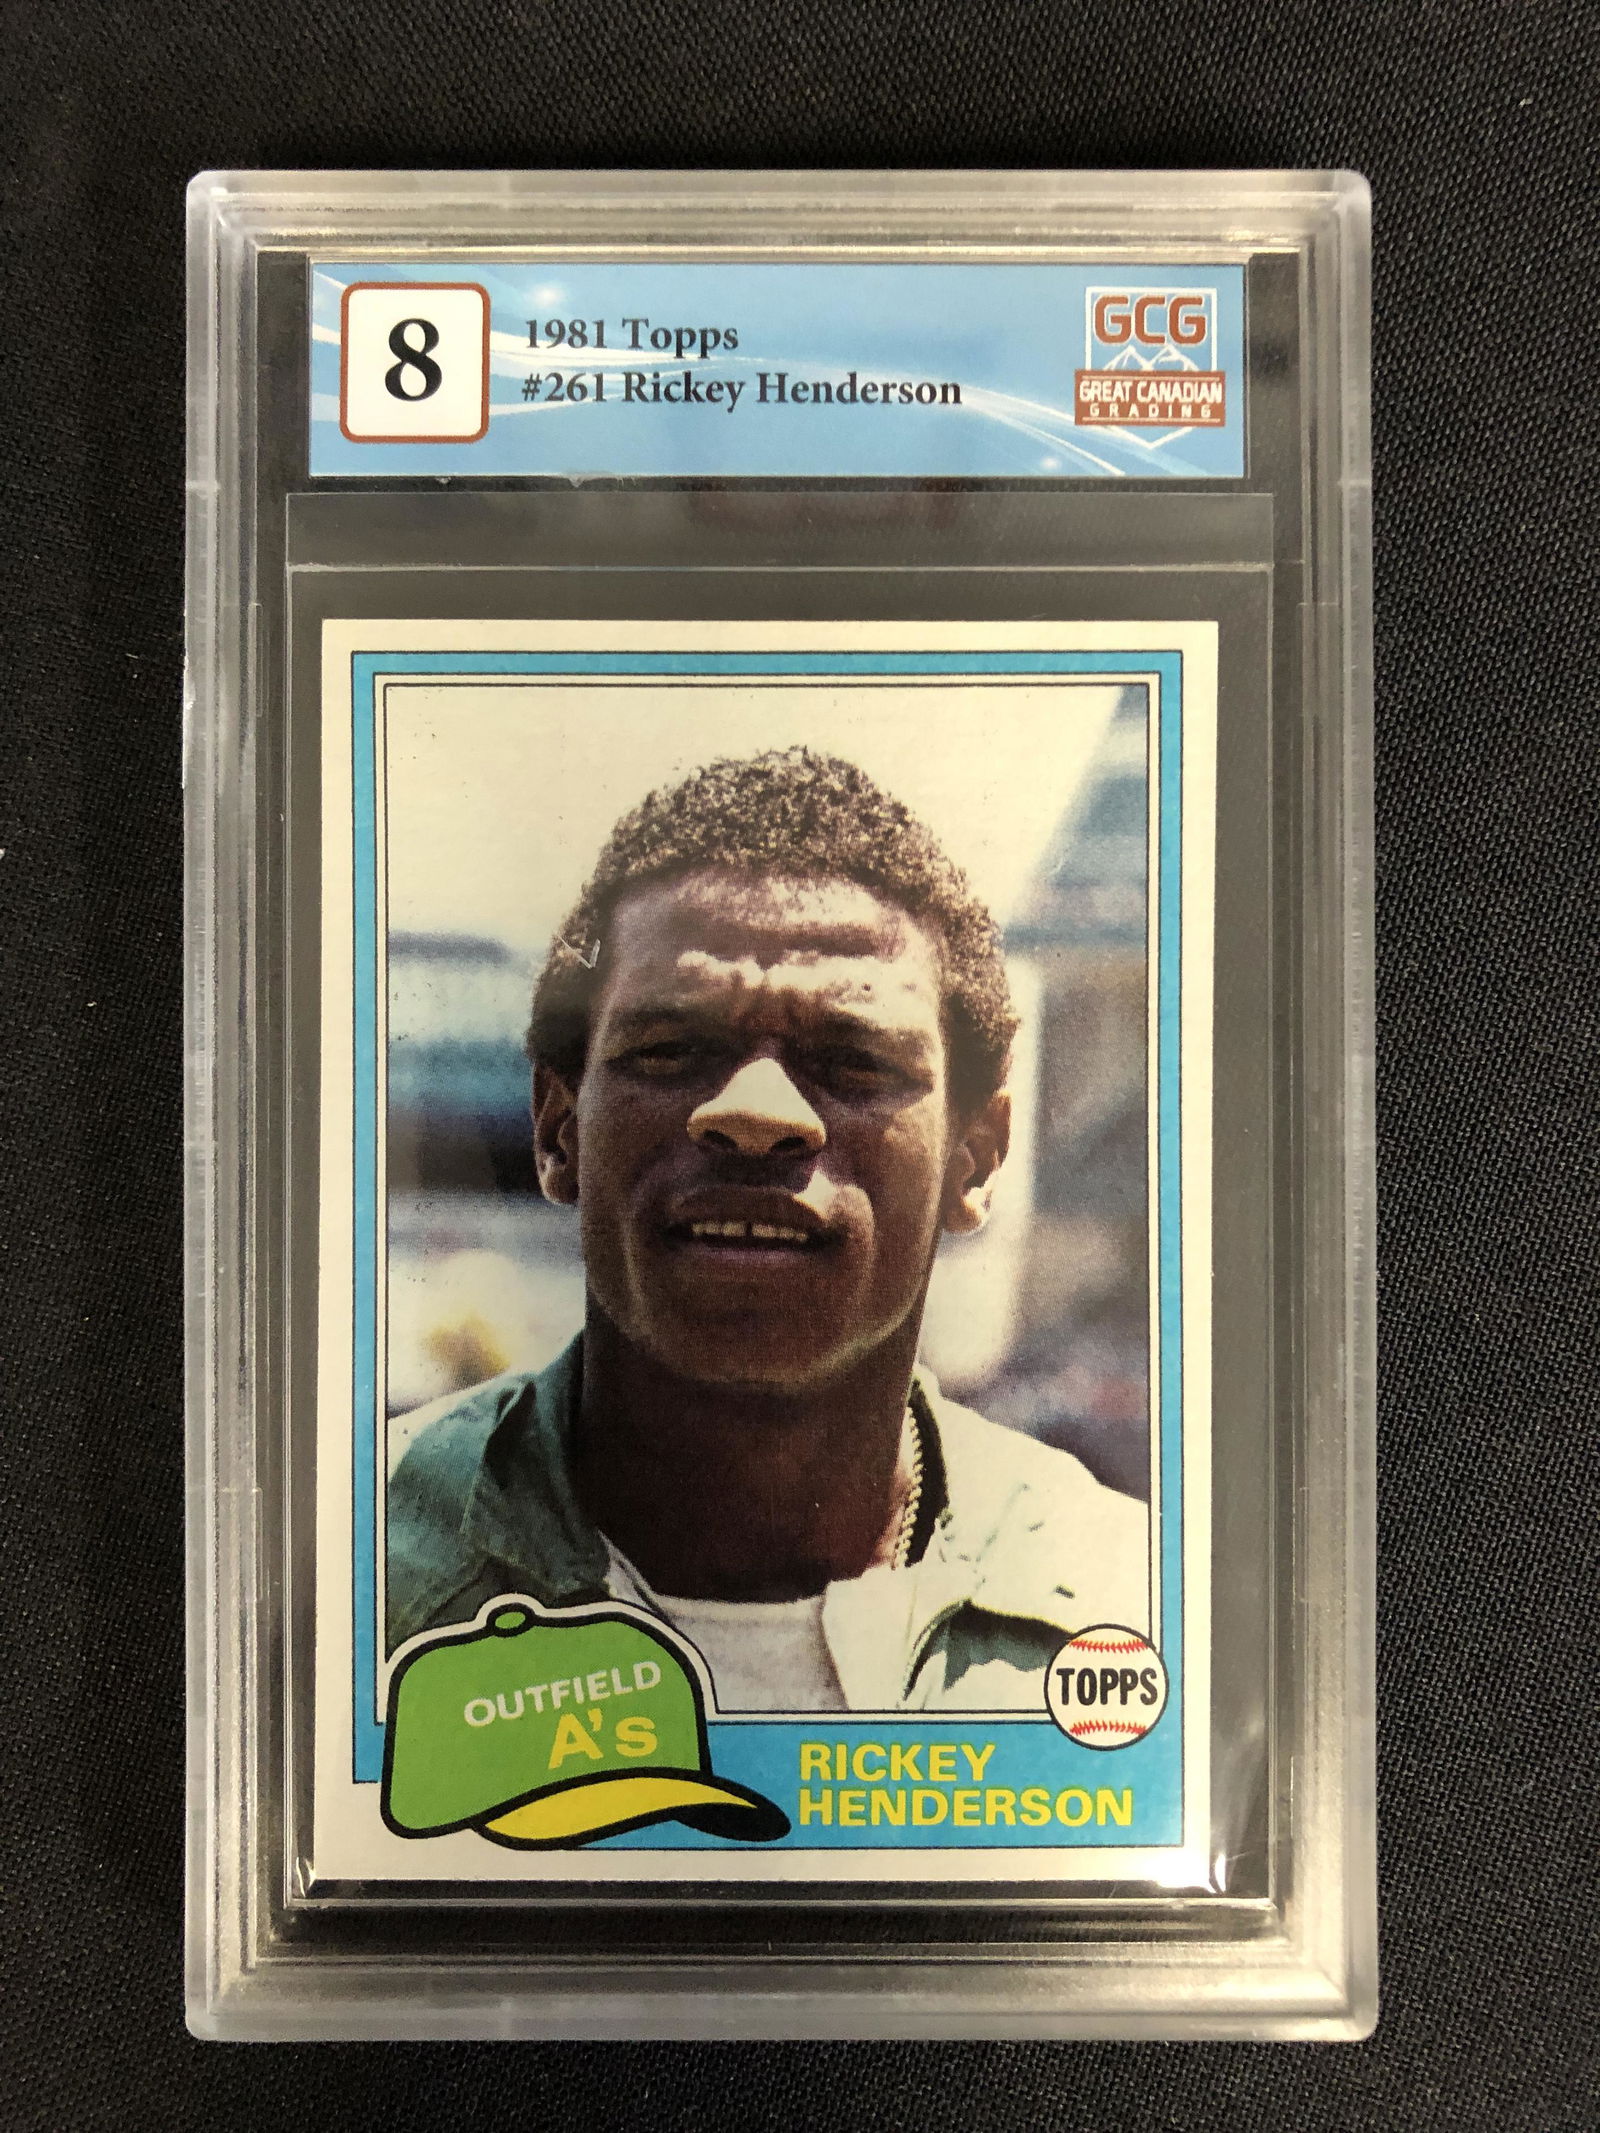 8
1981 Topps
#261 Rickey Henderson
GCG
GREAT CANADIAN
GRADING
OUTFIELD
A's
TOPPS
RICKEY
HENDERSON